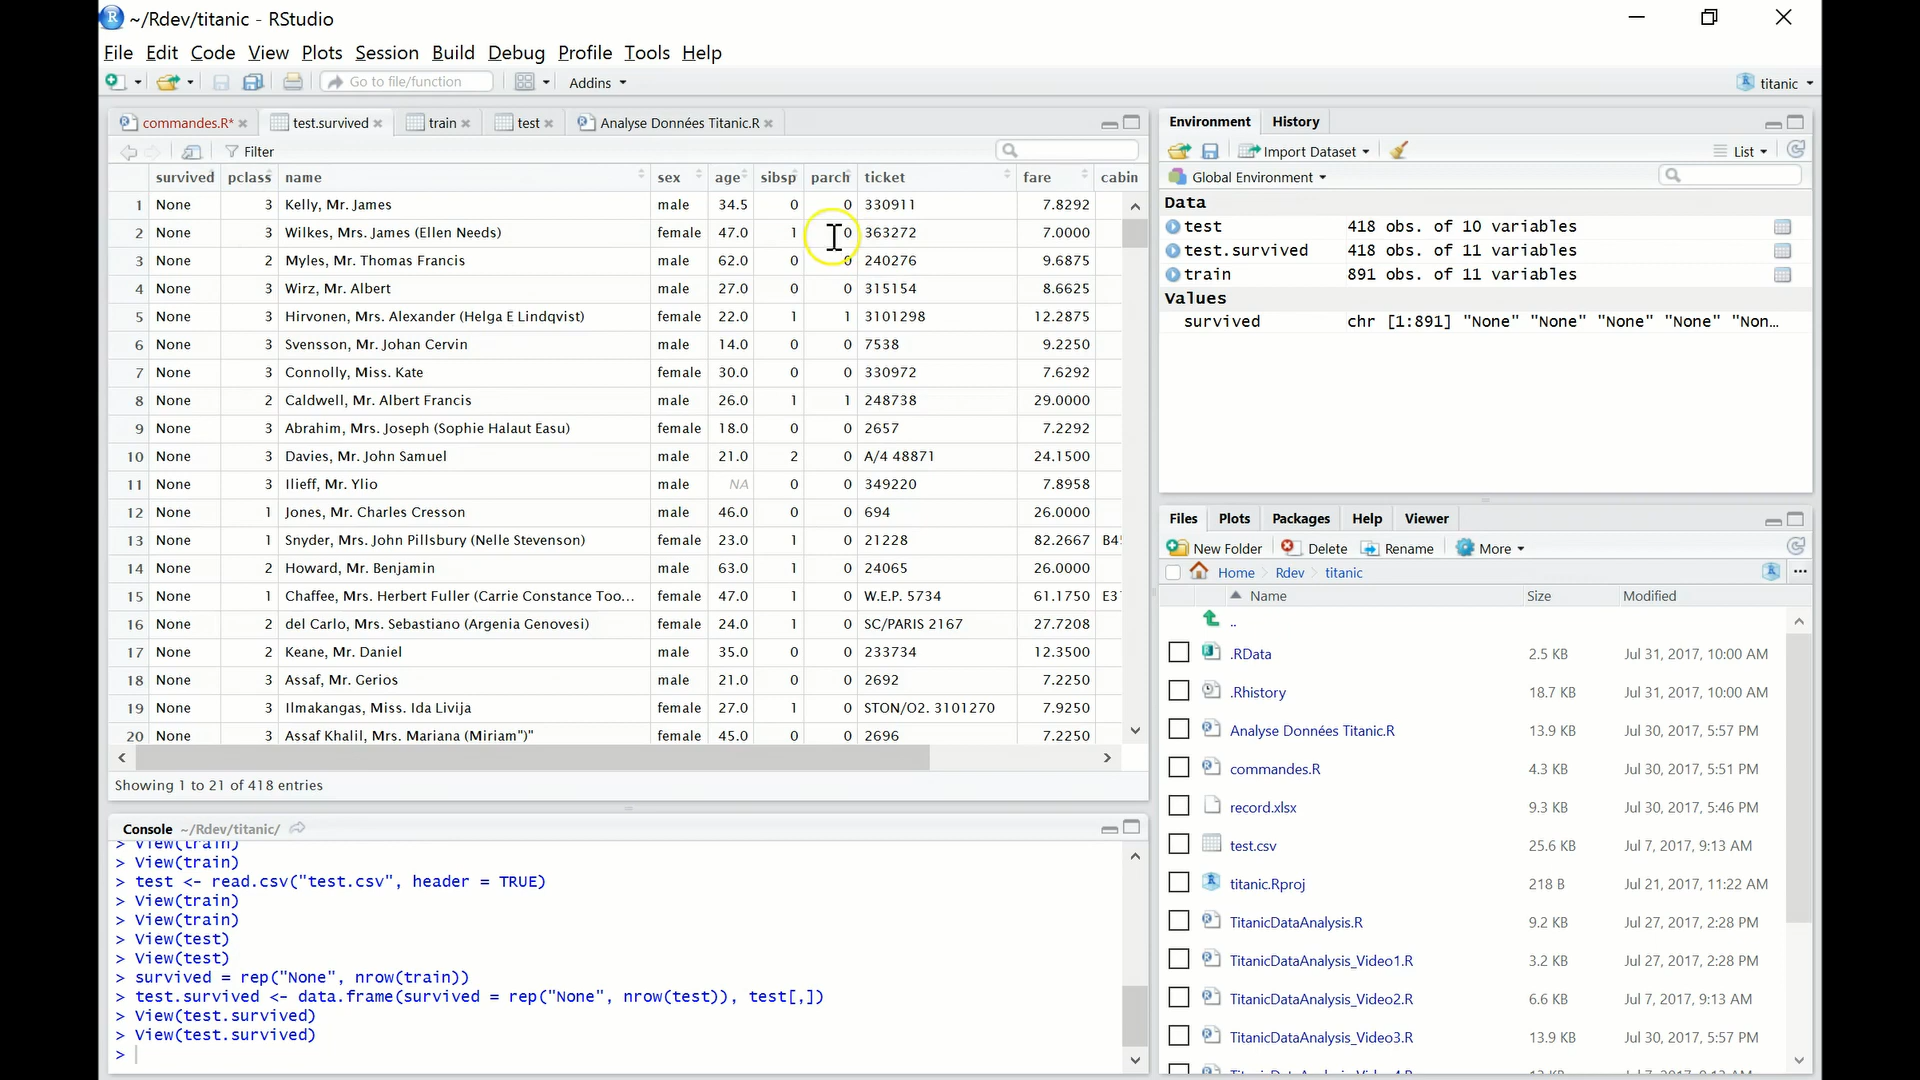 ~/Rdev/titanic - RStudio
File Edit Code View Plots Session Build Debug Profile Tools Help
Go to file/function Addins titanic
commandes.R* test.survived train test Analyse Données Titanic.R
Filter
survived pclass name sex age sibsp parch ticket fare cabin
1 None 3 Kelly, Mr. James male 34.5 0 0 330911 7.8292
2 None 3 Wilkes, Mrs. James (Ellen Needs) female 47.0 1 0 363272 7.0000
3 None 2 Myles, Mr. Thomas Francis male 62.0 0 0 240276 9.6875
4 None 3 Wirz, Mr. Albert male 27.0 0 0 315154 8.6625
5 None 3 Hirvonen, Mrs. Alexander (Helga E Lindqvist) female 22.0 1 1 3101298 12.2875
6 None 3 Svensson, Mr. Johan Cervin male 14.0 0 0 7538 9.2250
7 None 3 Connolly, Miss. Kate female 30.0 0 0 330972 7.6292
8 None 2 Caldwell, Mr. Albert Francis male 26.0 1 1 248738 29.0000
9 None 3 Abrahim, Mrs. Joseph (Sophie Halaut Easu) female 18.0 0 0 2657 7.2292
10 None 3 Davies, Mr. John Samuel male 21.0 2 0 A/4 48871 24.1500
11 None 3 Ilieff, Mr. Ylio male NA 0 0 349220 7.8958
12 None 1 Jones, Mr. Charles Cresson male 46.0 0 0 694 26.0000
13 None 1 Snyder, Mrs. John Pillsbury (Nelle Stevenson) female 23.0 1 0 21228 82.2667 B4
14 None 2 Howard, Mr. Benjamin male 63.0 1 0 24065 26.0000
15 None 1 Chaffee, Mrs. Herbert Fuller (Carrie Constance Too... female 47.0 1 0 W.E.P. 5734 61.1750 E3
16 None 2 del Carlo, Mrs. Sebastiano (Argenia Genovesi) female 24.0 1 0 SC/PARIS 2167 27.7208
17 None 2 Keane, Mr. Daniel male 35.0 0 0 233734 12.3500
18 None 3 Assaf, Mr. Gerios male 21.0 0 0 2692 7.2250
19 None 3 Ilmakangas, Miss. Ida Livija female 27.0 1 0 STON/O2. 3101270 7.9250
20 None 3 Assaf Khalil, Mrs. Mariana (Miriam")" female 45.0 0 0 2696 7.2250
Showing 1 to 21 of 418 entries
Console ~/Rdev/titanic/
> View(train)
> View(train)
> test <- read.csv("test.csv", header = TRUE)
> View(train)
> View(train)
> View(test)
> View(test)
> survived = rep("None", nrow(train))
> test.survived <- data.frame(survived = rep("None", nrow(test)), test[,])
> View(test.survived)
> View(test.survived)
>
Environment History
Import Dataset List
Global Environment
Data
test 418 obs. of 10 variables
test.survived 418 obs. of 11 variables
train 891 obs. of 11 variables
Values
survived chr [1:891] "None" "None" "None" "None" "Non...
Files Plots Packages Help Viewer
New Folder Delete Rename More
Home Rdev titanic ...
Name Size Modified
..
.RData 2.5 KB Jul 31, 2017, 10:00 AM
.Rhistory 18.7 KB Jul 31, 2017, 10:00 AM
Analyse Données Titanic.R 13.9 KB Jul 30, 2017, 5:57 PM
commandes.R 4.3 KB Jul 30, 2017, 5:51 PM
record.xlsx 9.3 KB Jul 30, 2017, 5:46 PM
test.csv 25.6 KB Jul 7, 2017, 9:13 AM
titanic.Rproj 218 B Jul 21, 2017, 11:22 AM
TitanicDataAnalysis.R 9.2 KB Jul 27, 2017, 2:28 PM
TitanicDataAnalysis_Video1.R 3.2 KB Jul 27, 2017, 2:28 PM
TitanicDataAnalysis_Video2.R 6.6 KB Jul 7, 2017, 9:13 AM
TitanicDataAnalysis_Video3.R 13.9 KB Jul 30, 2017, 5:57 PM